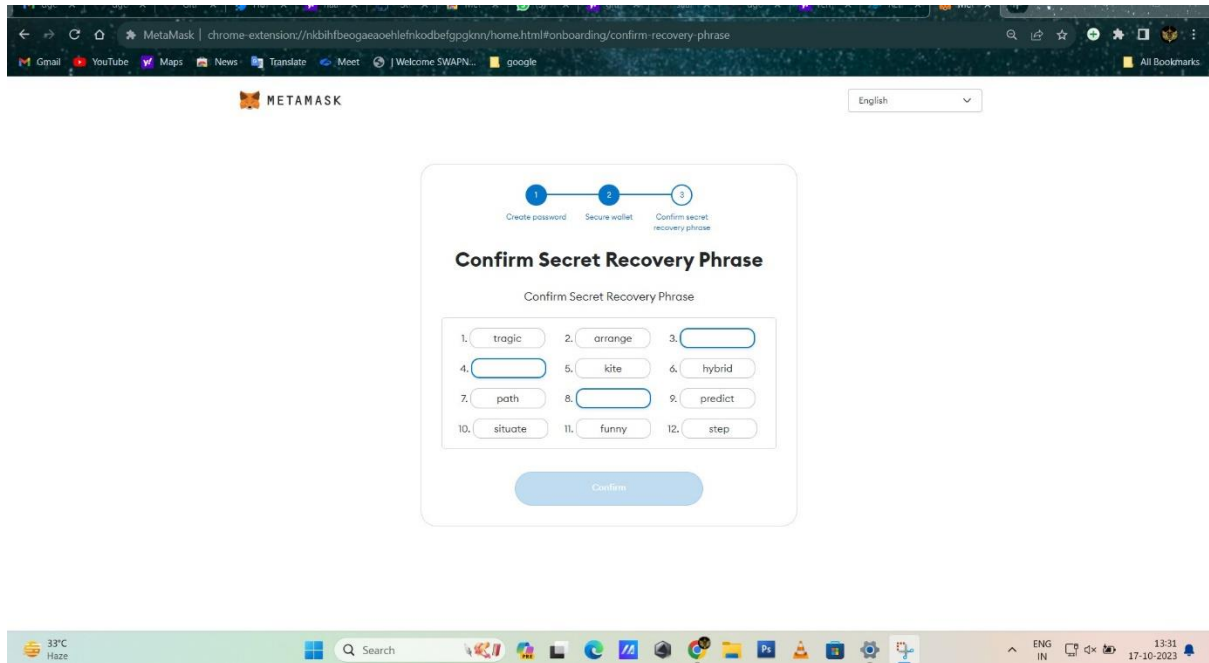 MetaMask | chrome-extension://nkbihfbeogaeaoehlefnkodbefgpgknn/home.html#onboarding/confirm-recovery-phrase
Gmail YouTube Maps News Translate Meet | Welcome SWAPN... google All Bookmarks
METAMASK English
1 2 3
Create password Secure wallet Confirm secret
recovery phrase
Confirm Secret Recovery Phrase
Confirm Secret Recovery Phrase
1. tragic 2. arrange 3.
4. 5. kite 6. hybrid
7. path 8. 9. predict
10. situate 11. funny 12. step
Confirm
33°C Search ENG 13:31
Haze IN 17-10-2023